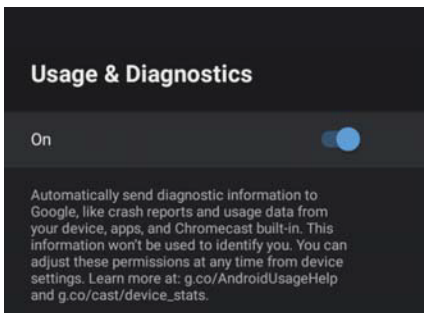 Usage & Diagnostics
On
Automatically send diagnostic information to
Google, like crash reports and usage data from
your device, apps, and Chromecast built-in. This
information won't be used to identify you. You can
adjust these permissions at any time from device
settings. Learn more at: g.co/AndroidUsageHelp
and g.co/cast/device_stats.